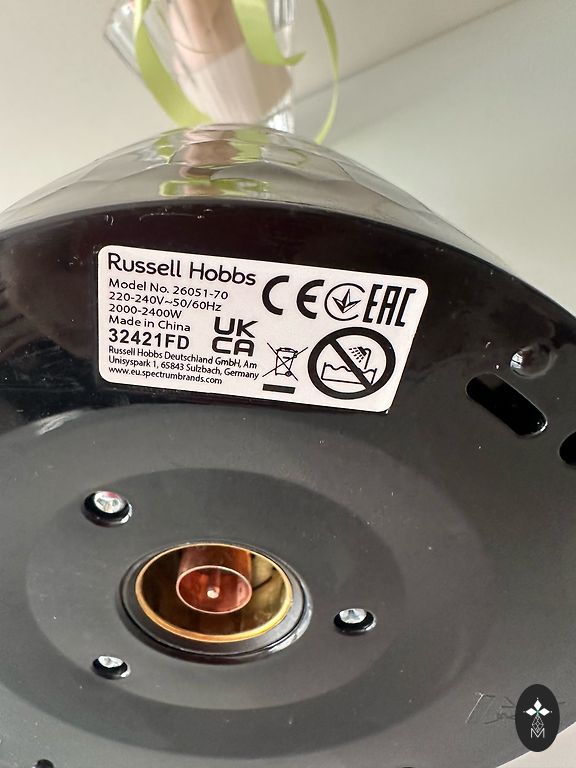 Russell Hobbs
Model No. 26051-70
220-240V~50/60Hz
2000-2400W
Made in China
32421FD
Russell Hobbs Deutschland GmbH, Am
Unisyspark 1, 65843 Sulzbach, Germany
www.eu.spectrumbrands.com
UK
CA
CE
EAC
M